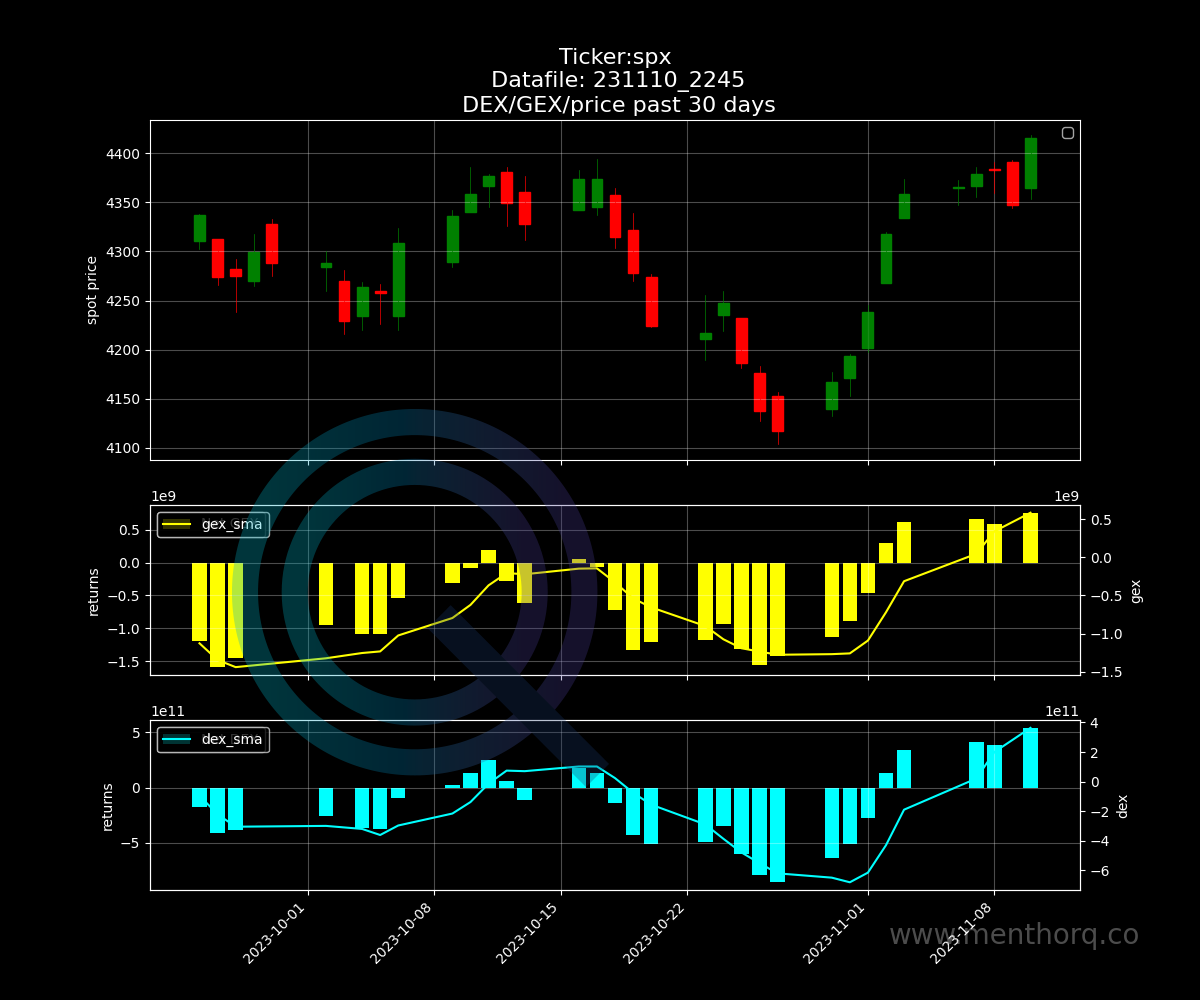 Ticker:spx
Datafile: 231110_2245
DEX/GEX/price past 30 days
spot price
4400
4350
4300
4250
4200
4150
4100
1e9
1e9
gex_sma
returns
0.5
0.0
−0.5
−1.0
−1.5
0.5
0.0
−0.5
−1.0
−1.5
gex
1e11
1e11
dex_sma
returns
5
0
−5
4
2
0
−2
−4
−6
dex
2023-10-01
2023-10-08
2023-10-15
2023-10-22
2023-11-01
2023-11-08
www.menthorq.co